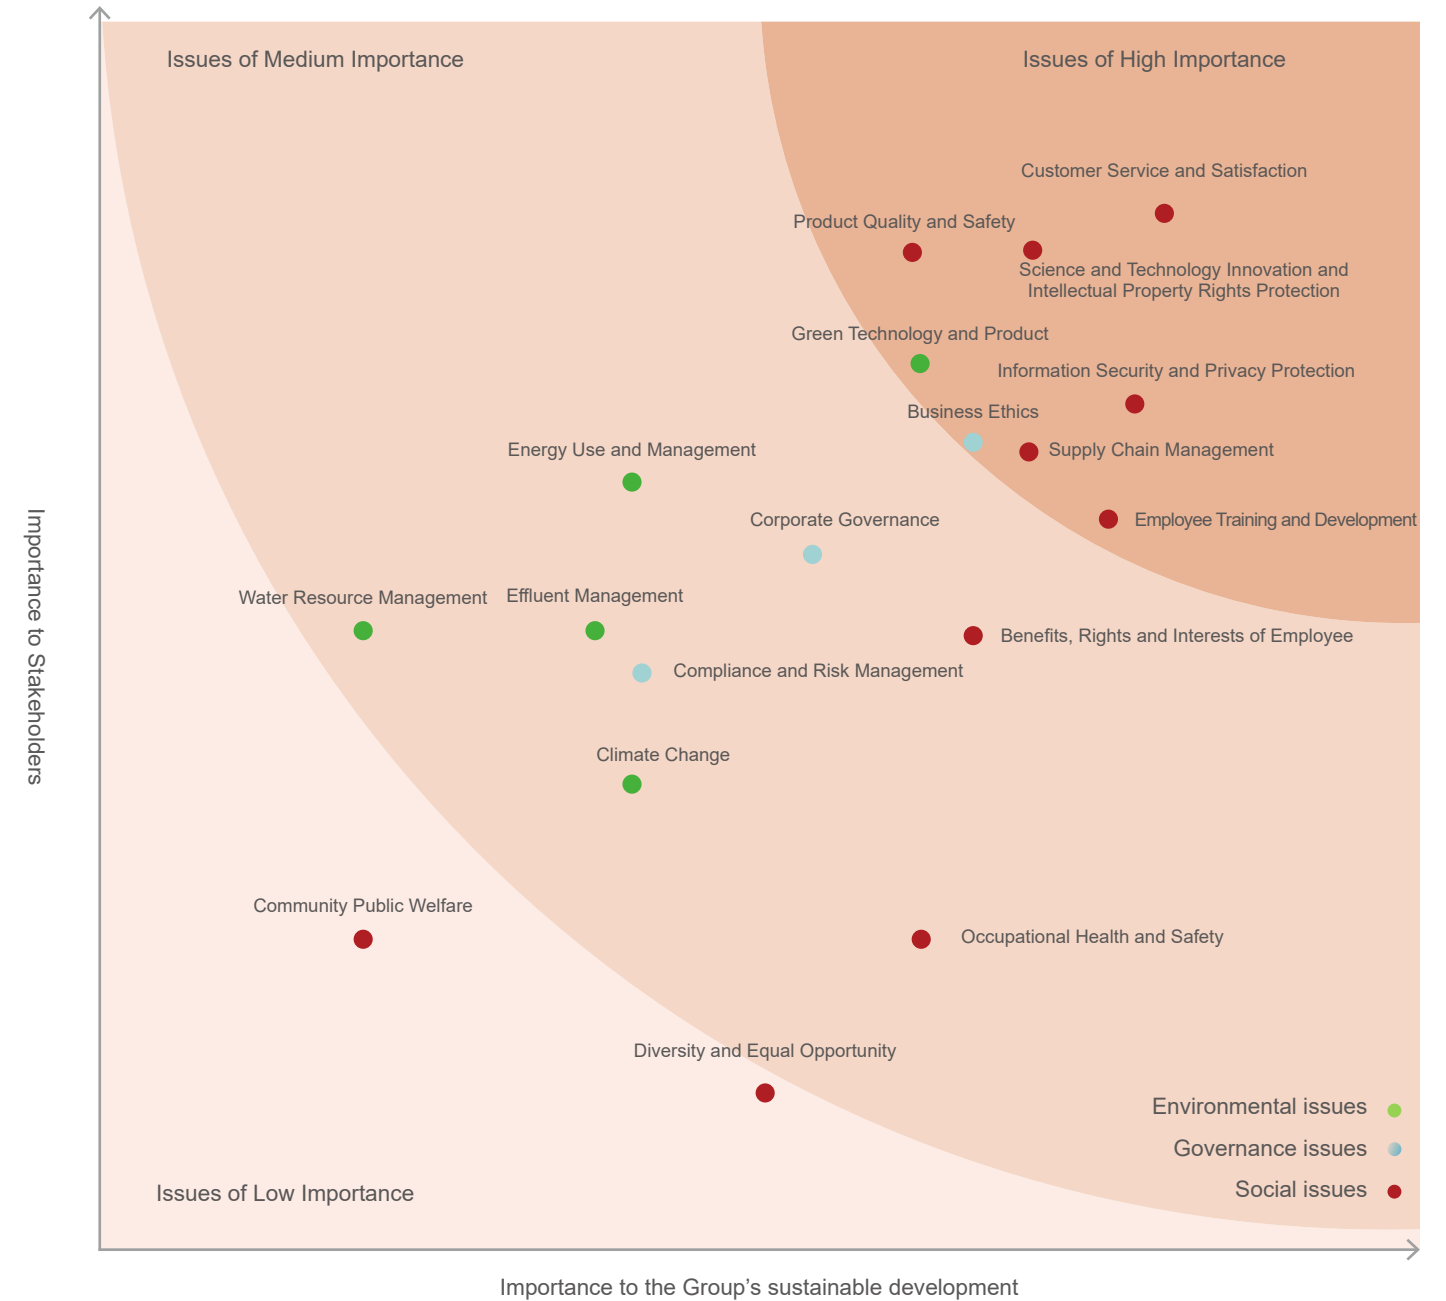 Issues of Medium Importance
Issues of High Importance
Customer Service and Satisfaction
Product Quality and Safety
Science and Technology Innovation and
Intellectual Property Rights Protection
Green Technology and Product
Information Security and Privacy Protection
Business Ethics
Energy Use and Management
Supply Chain Management
Corporate Governance
Employee Training and Development
Water Resource Management
Effluent Management
Benefits, Rights and Interests of Employee
Compliance and Risk Management
Climate Change
Community Public Welfare
Occupational Health and Safety
Diversity and Equal Opportunity
Environmental issues
Governance issues
Social issues
Issues of Low Importance
Importance to Stakeholders
Importance to the Group’s sustainable development